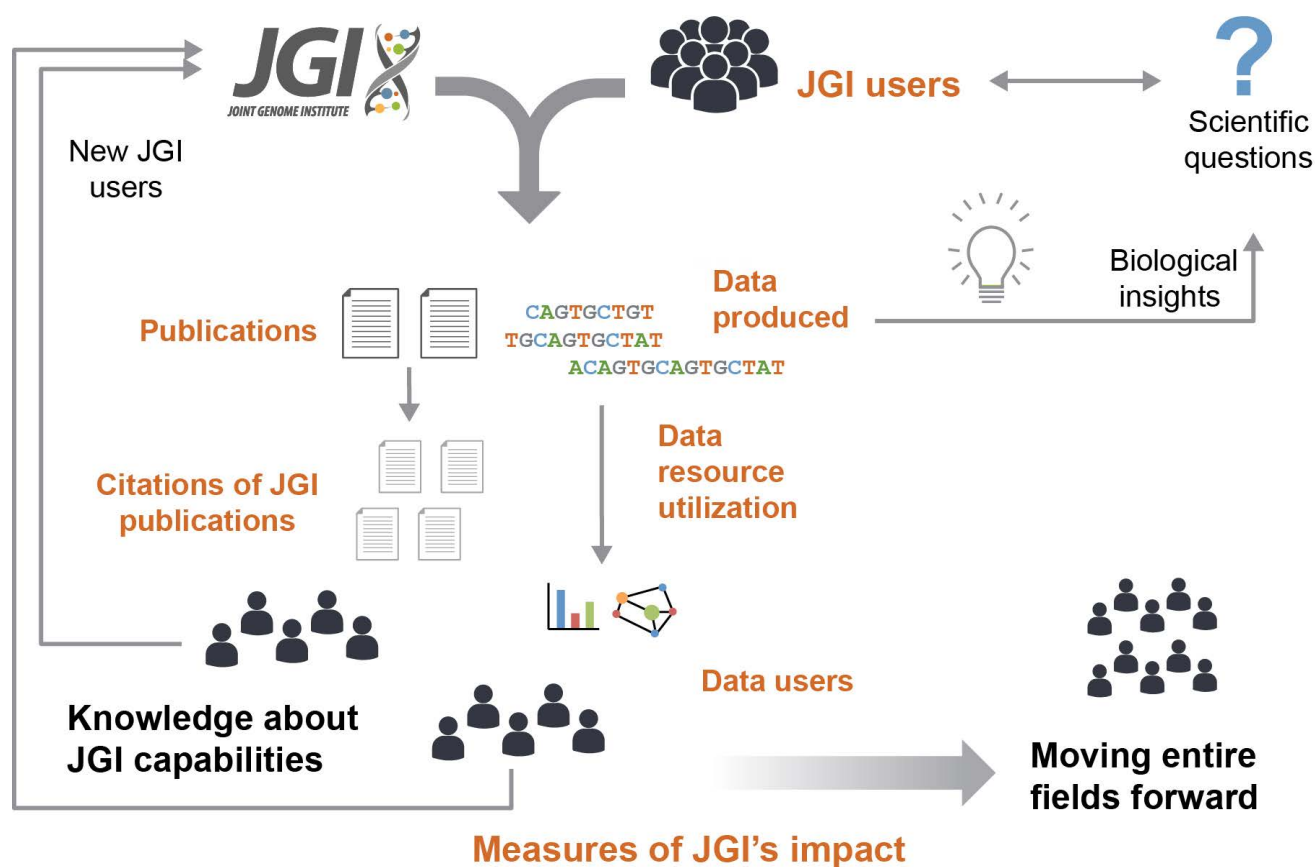 JGI
JOINT GENOME INSTITUTE
JGI users
?
Scientific
questions
New JGI
users
Biological
insights
Publications
Data
produced
CAGTGCTGT
TGCAGTGCTAT
ACAGTGCAGTGCTAT
Citations of JGI
publications
Data
resource
utilization
Data users
Knowledge about
JGI capabilities
Moving entire
fields forward
Measures of JGI's impact